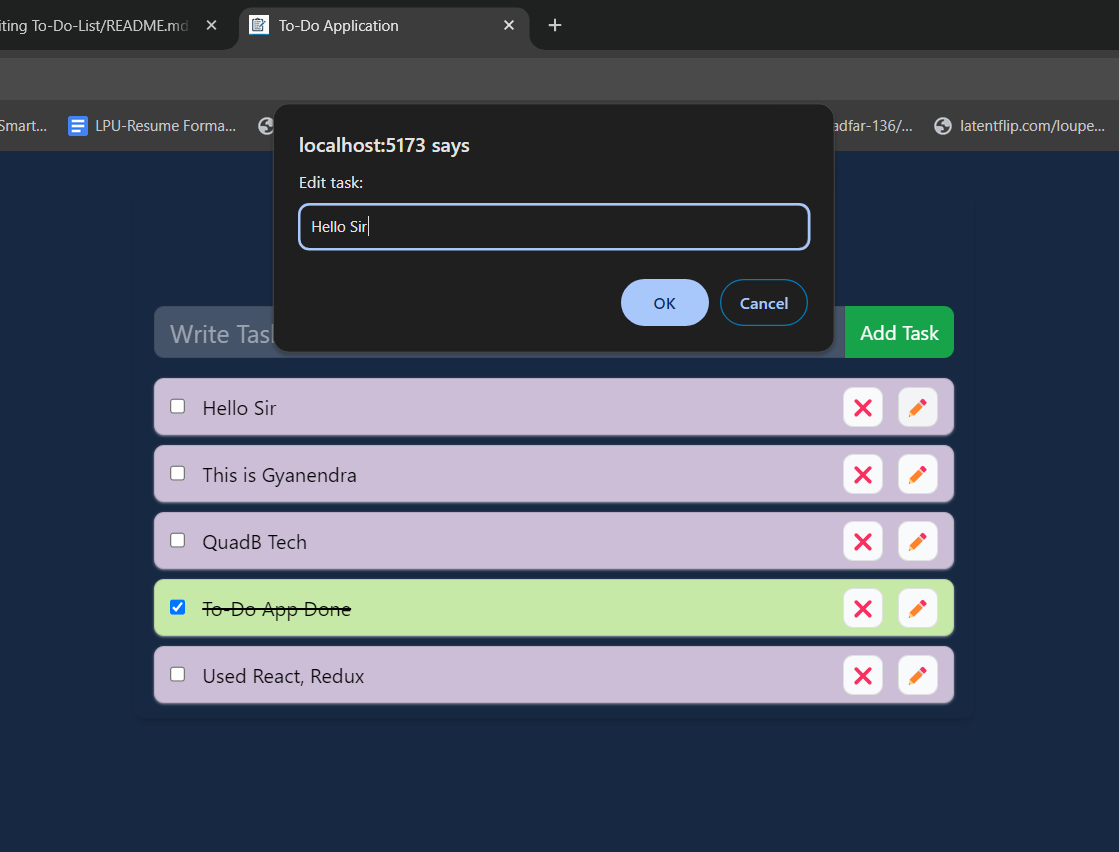 iting To-Do-List/README.md
To-Do Application
Smart...
LPU-Resume Forma...
adfar-136/...
latentflip.com/loupe...
localhost:5173 says
Edit task:
Hello Sir
OK
Cancel
Write Task
Add Task
Hello Sir
This is Gyanendra
QuadB Tech
To-Do App Done
Used React, Redux